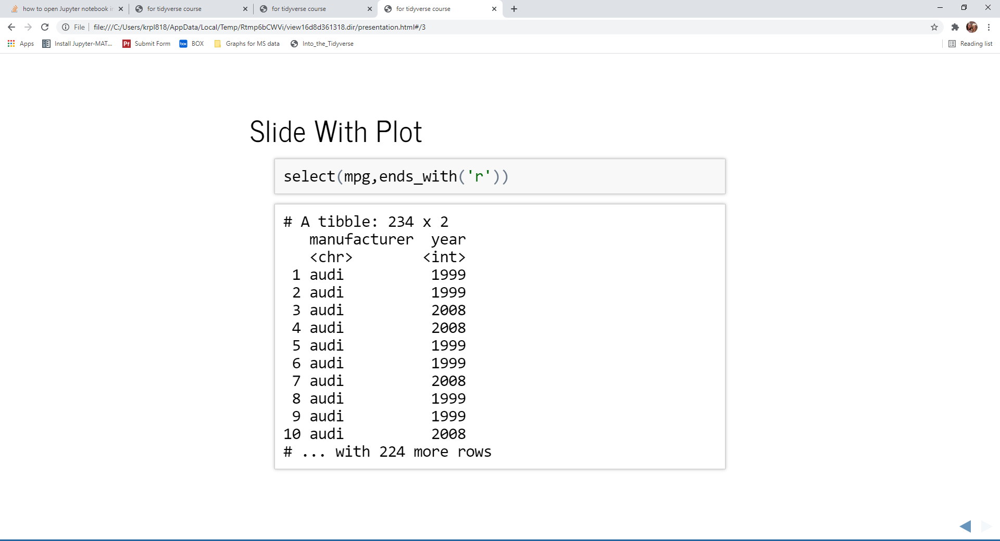 how to open Jupyter notebook in
for tidyverse course
for tidyverse course
for tidyverse course
File
file:///C:/Users/krpl818/AppData/Local/Temp/Rtmp6bCWVi/view16d8d361318.dir/presentation.html#/3
Apps
Install Jupyter-MAT...
Pf Submit Form
box BOX
Graphs for MS data
Into_the_Tidyverse
Reading list
Slide With Plot
select(mpg,ends_with('r'))
# A tibble: 234 x 2
   manufacturer  year
   <chr>        <int>
 1 audi          1999
 2 audi          1999
 3 audi          2008
 4 audi          2008
 5 audi          1999
 6 audi          1999
 7 audi          2008
 8 audi          1999
 9 audi          1999
10 audi          2008
# ... with 224 more rows